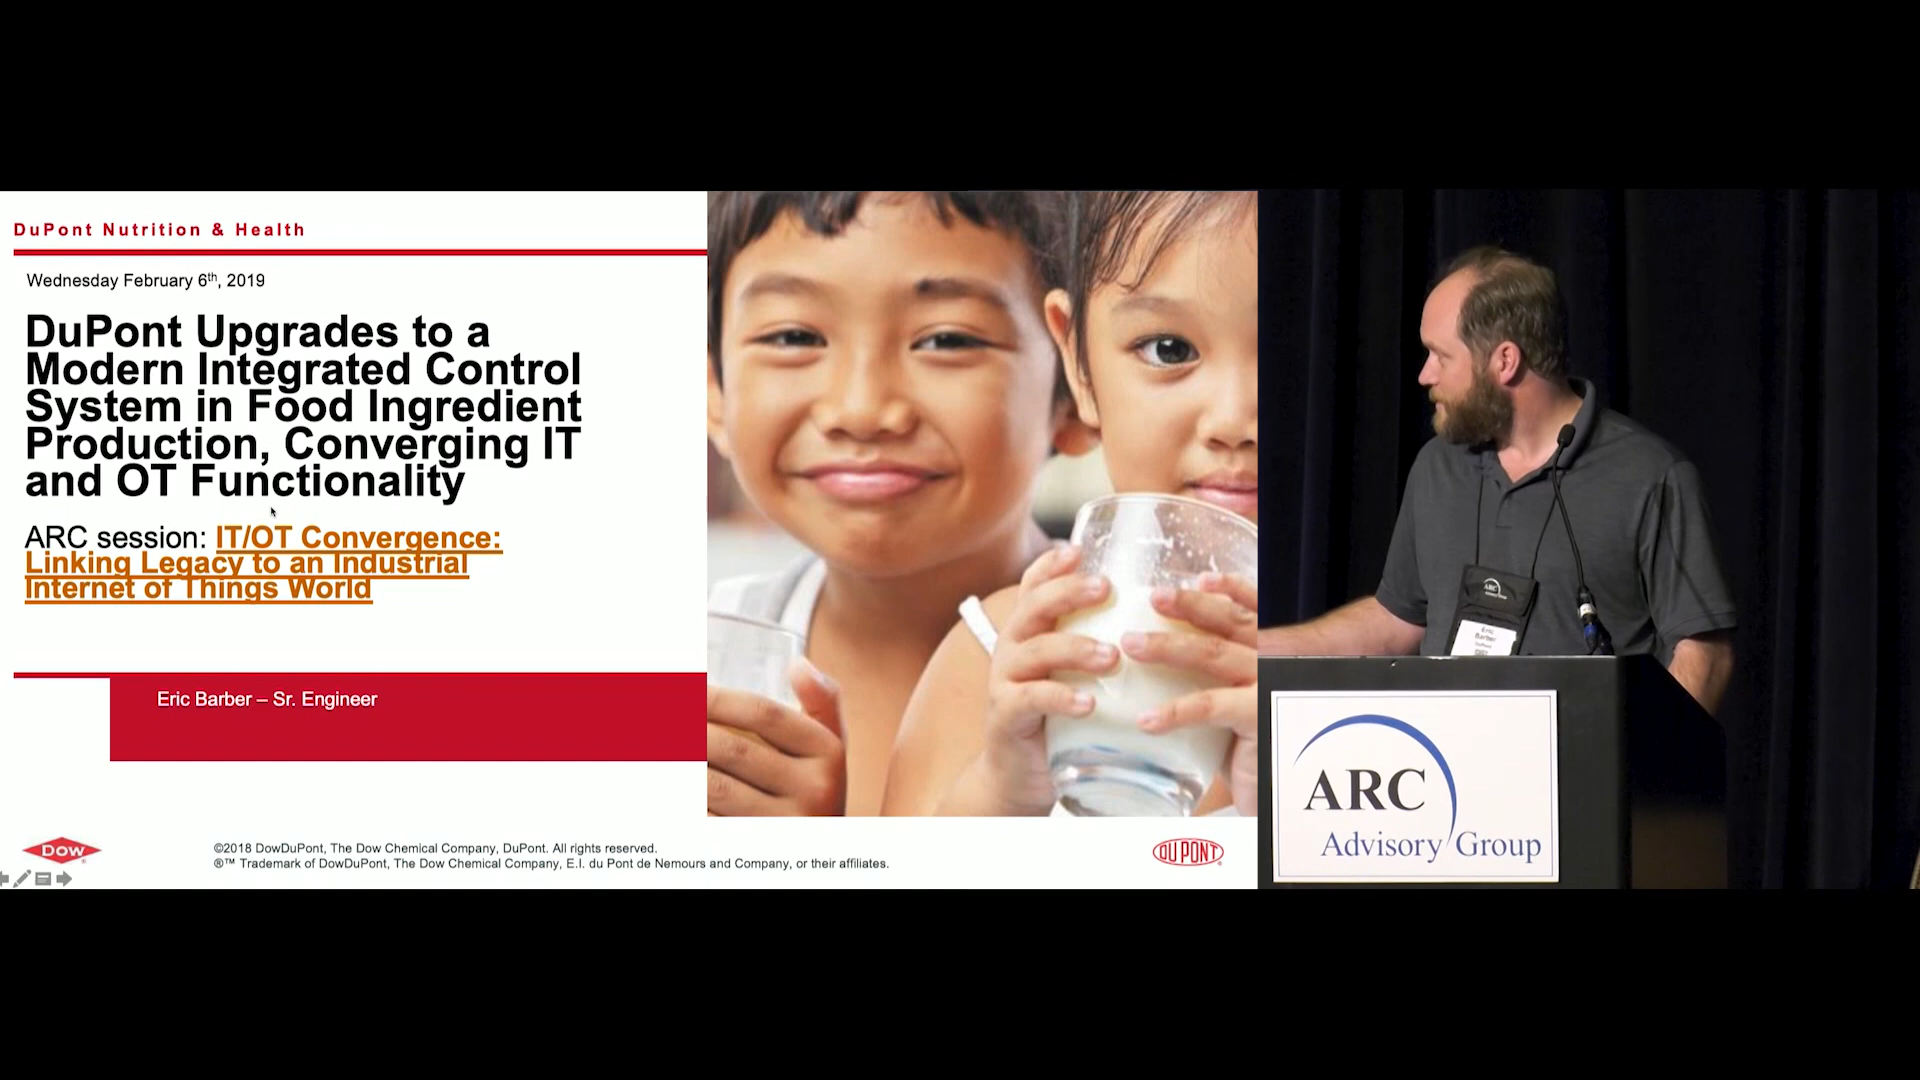 DuPont Nutrition & Health
Wednesday February 6th, 2019
DuPont Upgrades to a
Modern Integrated Control
System in Food Ingredient
Production, Converging IT
and OT Functionality
ARC session: IT/OT Convergence:
Linking Legacy to an Industrial
Internet of Things World
Eric Barber – Sr. Engineer
DOW
©2018 DowDuPont, The Dow Chemical Company, DuPont. All rights reserved.
®™ Trademark of DowDuPont, The Dow Chemical Company, E.I. du Pont de Nemours and Company, or their affiliates.
DUPONT
ARC
Eric
Barber
ARC
Advisory Group